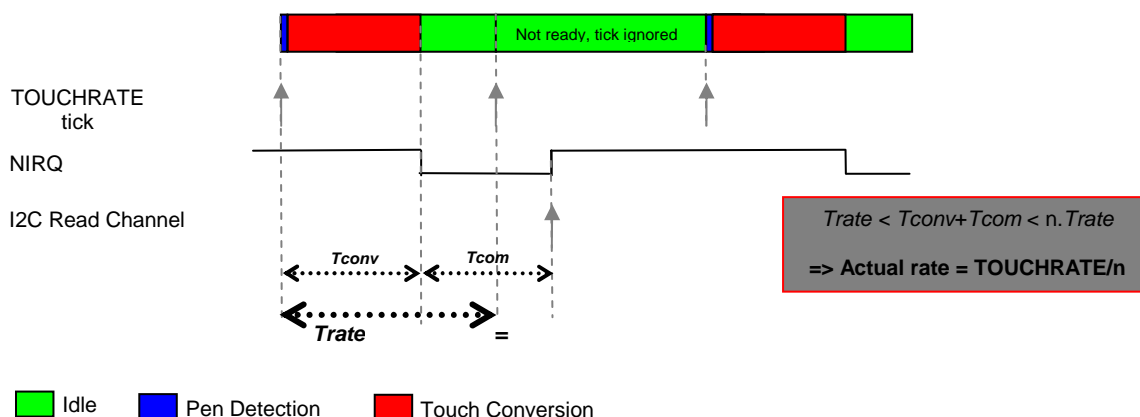 Not ready, tick ignored
TOUCHRATE
tick
NIRQ
I2C Read Channel
Trate < Tconv+Tcom < n.Trate
=> Actual rate = TOUCHRATE/n
Tconv
Tcom
Trate
=
Idle
Pen Detection
Touch Conversion